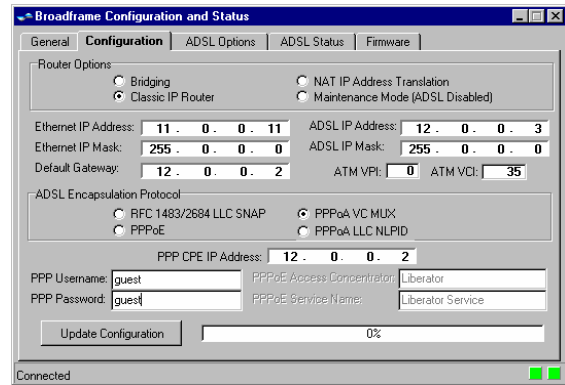 Broadframe Configuration and Status
General Configuration ADSL Options ADSL Status Firmware
Router Options
Bridging NAT IP Address Translation
Classic IP Router Maintenance Mode (ADSL Disabled)
Ethernet IP Address: 11 . 0 . 0 . 11 ADSL IP Address: 12 . 0 . 0 . 3
Ethernet IP Mask: 255 . 0 . 0 . 0 ADSL IP Mask: 255 . 0 . 0 . 0
Default Gateway: 12 . 0 . 0 . 2 ATM VPI: 0 ATM VCI: 35
ADSL Encapsulation Protocol
RFC 1483/2684 LLC SNAP PPPoA VC MUX
PPPoE PPPoA LLC NLPID
PPP CPE IP Address: 12 . 0 . 0 . 2
PPP Username: guest PPPoE Access Concentrator: Liberator
PPP Password: guest PPPoE Service Name: Liberator Service
Update Configuration 0%
Connected